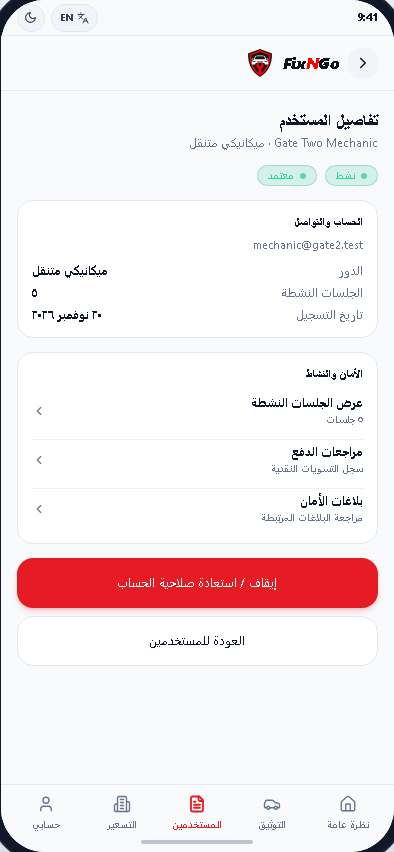 9:41
EN
FixNGo
تفاصيل المستخدم
Gate Two Mechanic · ميكانيكي متنقل
نشط
معتمد
الحساب والتواصل
mechanic@gate2.test
الدور ميكانيكي متنقل
الجلسات النشطة ٥
تاريخ التسجيل ٢٠ نوفمبر ٢٠٢٦
الأمان والنشاط
عرض الجلسات النشطة
٥ جلسات
مراجعات الدفع
سجل التسويات النقدية
بلاغات الأمان
مراجعة البلاغات المرتبطة
إيقاف / استعادة صلاحية الحساب
العودة للمستخدمين
نظرة عامة
التوثيق
المستخدمين
التسعير
حسابي